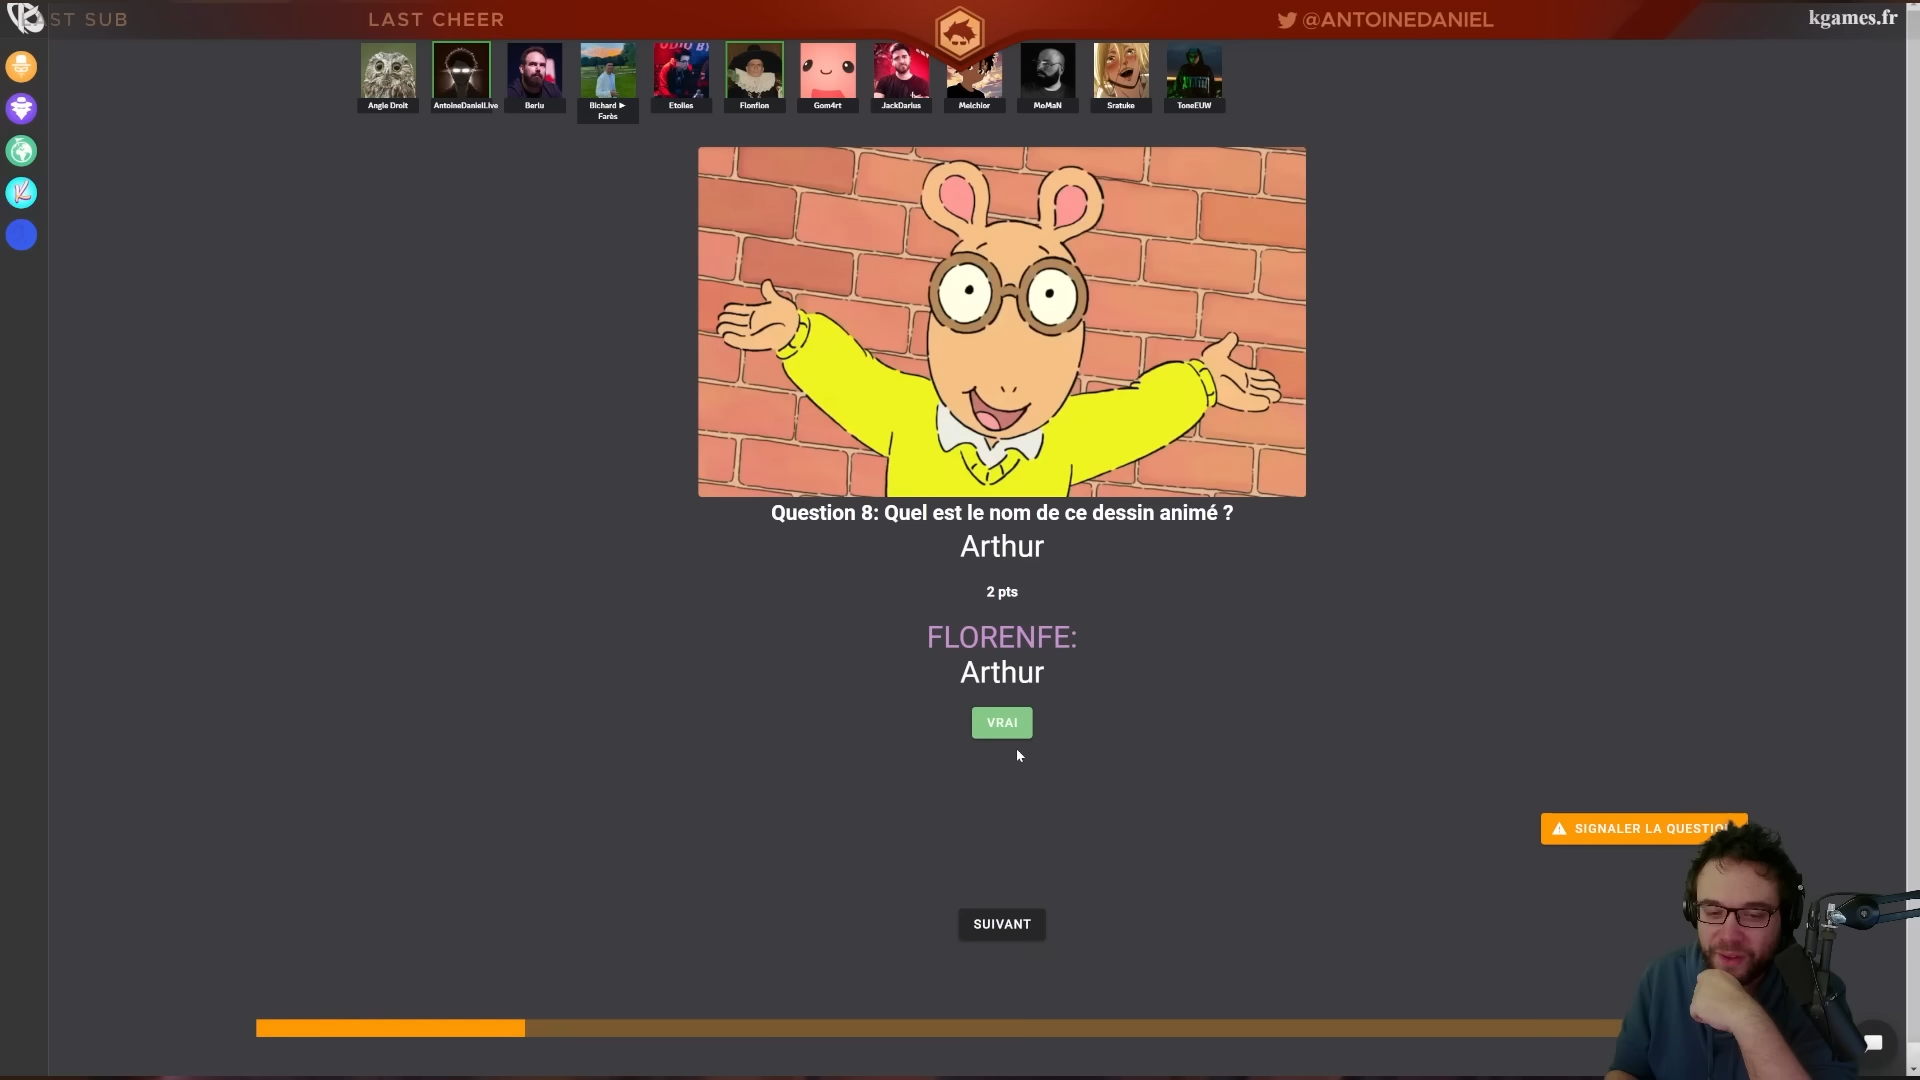 ST SUB
LAST CHEER
@ANTOINEDANIEL
kgames.fr
Angle Droit
AntoineDanielLive
Berlu
Bichard ►
Farès
Etoiles
Flonflon
Gom4rt
JackDarius
Melchior
MoMaN
Sratuke
ToneEUW
Question 8: Quel est le nom de ce dessin animé ?
Arthur
2 pts
FLORENFE:
Arthur
VRAI
SIGNALER LA QUESTIO
SUIVANT